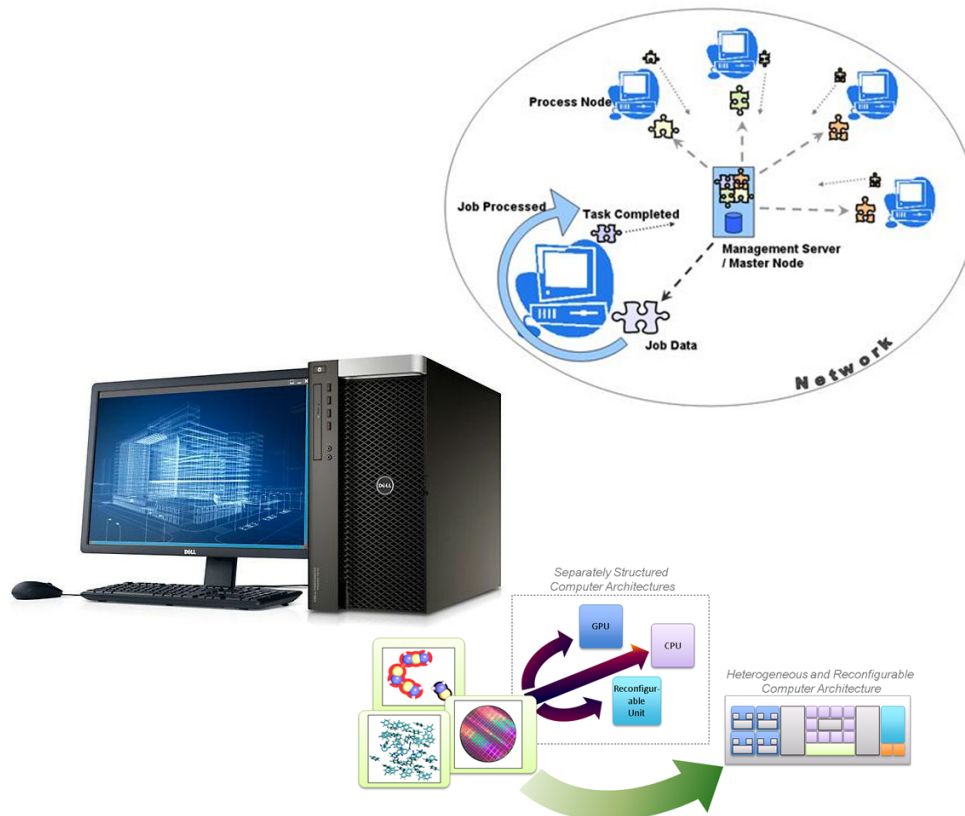 Process Node
Job Processed
Task Completed
Management Server
/ Master Node
Job Data
Network
DELL
DELL
Separately Structured
Computer Architectures
GPU
CPU
Reconfigur-
able
Unit
Heterogeneous and Reconfigurable
Computer Architecture